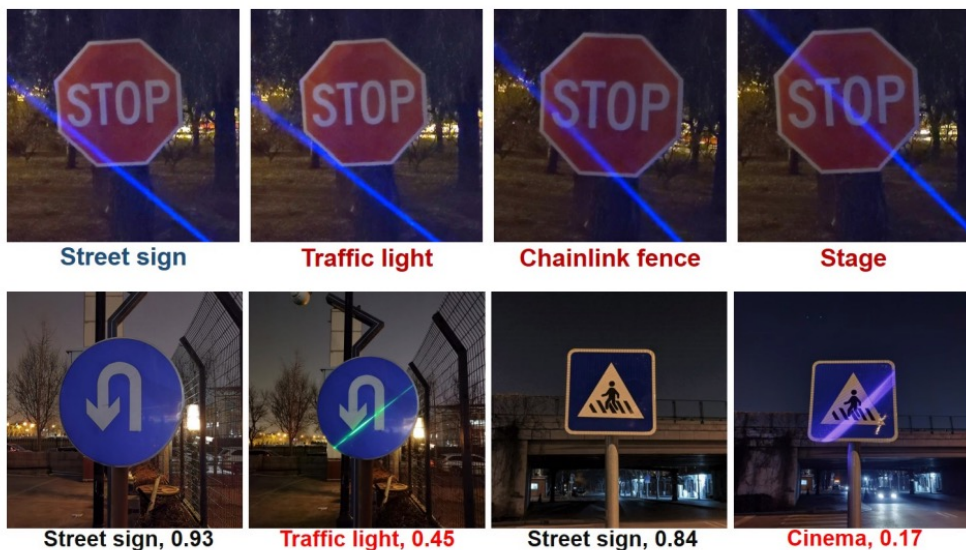 STOP STOP STOP STOP
Street sign Traffic light Chainlink fence Stage
Street sign, 0.93 Traffic light, 0.45 Street sign, 0.84 Cinema, 0.17